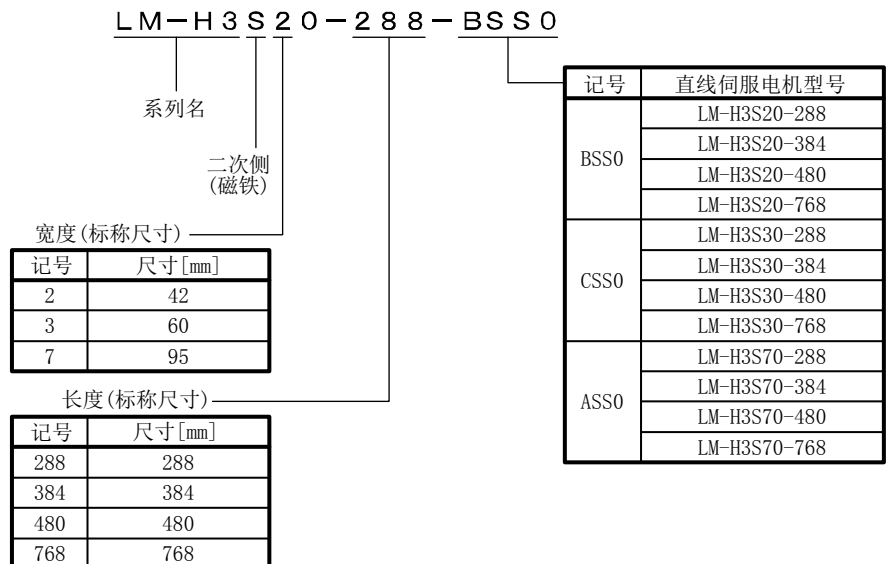 LM-H3S20-288-BSS0
系列名
二次侧
(磁铁)
宽度(标称尺寸)
记号 尺寸[mm]
2 42
3 60
7 95
长度(标称尺寸)
记号 尺寸[mm]
288 288
384 384
480 480
768 768
记号 直线伺服电机型号
BSS0
LM-H3S20-288
LM-H3S20-384
LM-H3S20-480
LM-H3S20-768
CSS0
LM-H3S30-288
LM-H3S30-384
LM-H3S30-480
LM-H3S30-768
ASS0
LM-H3S70-288
LM-H3S70-384
LM-H3S70-480
LM-H3S70-768